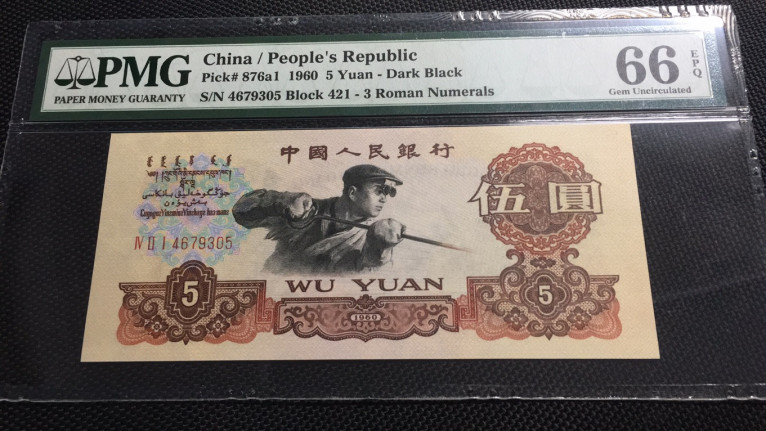 PMG
PAPER MONEY GUARANTY
China / People's Republic
Pick# 876a1 1960 5 Yuan - Dark Black
S/N 4679305 Block 421 - 3 Roman Numerals
66 EPQ
Gem Uncirculated
中國人民銀行
伍圓
IV II I 4679305
WU YUAN
5
1960
5